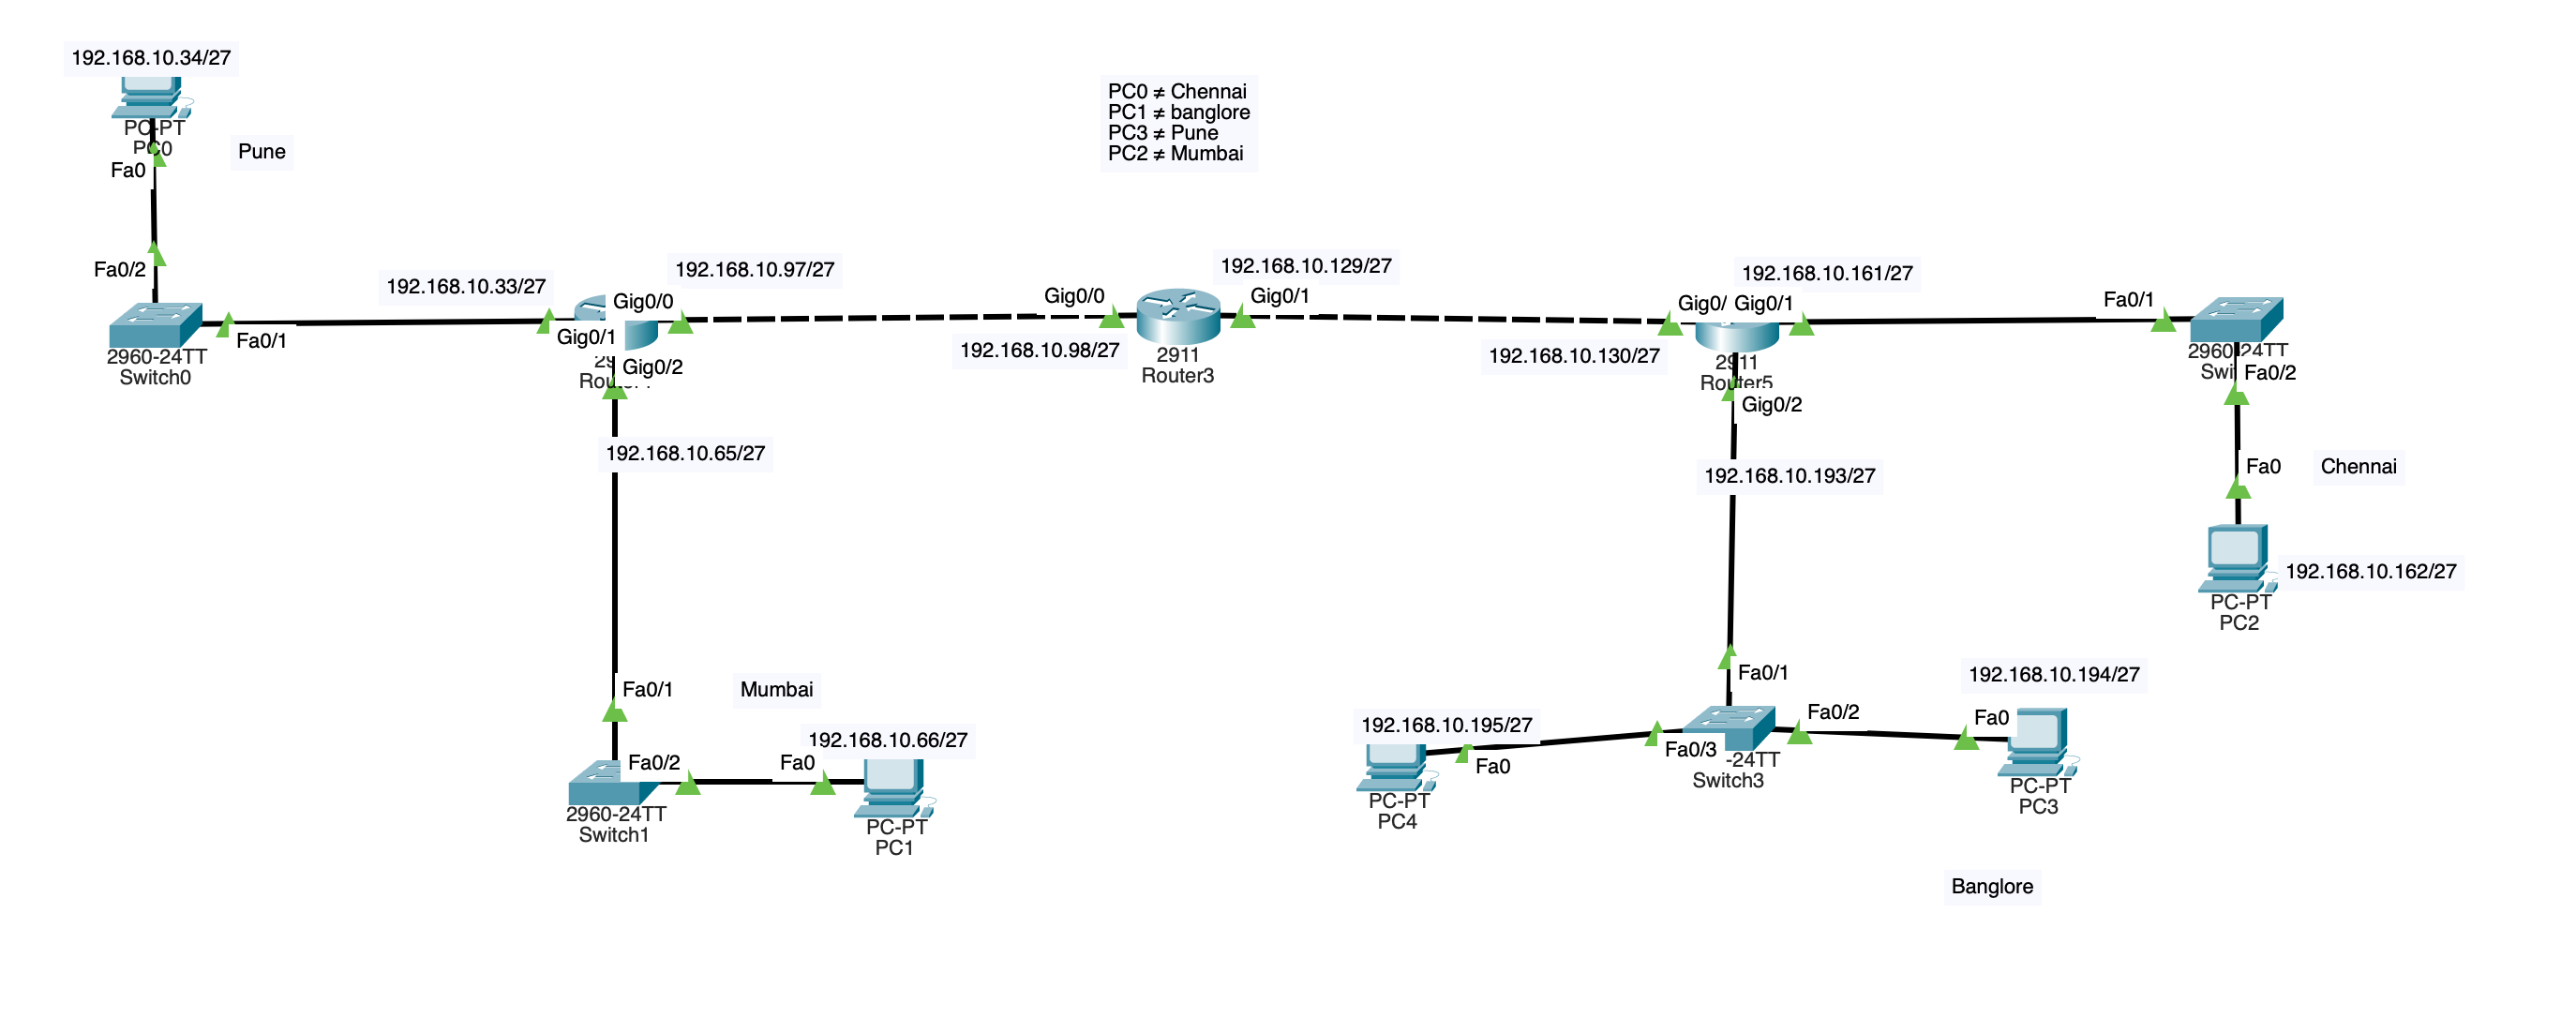 192.168.10.34/27
PC-PT
PC0
Fa0
Pune
Fa0/2
Fa0/1
2960-24TT
Switch0
192.168.10.33/27
192.168.10.97/27
Gig0/0
Gig0/1
Gig0/2
192.168.10.65/27
Fa0/1
Mumbai
192.168.10.66/27
Fa0/2
Fa0
2960-24TT
Switch1
PC-PT
PC1
PC0 ≠ Chennai
PC1 ≠ banglore
PC3 ≠ Pune
PC2 ≠ Mumbai
Gig0/0
192.168.10.98/27
192.168.10.129/27
Gig0/1
2911
Router3
192.168.10.130/27
192.168.10.161/27
Gig0/
Gig0/1
2911
Router5
Gig0/2
192.168.10.193/27
Fa0/1
192.168.10.195/27
Fa0/3
Fa0
-24TT
Switch3
PC-PT
PC4
Fa0/2
192.168.10.194/27
Fa0
PC-PT
PC3
Banglore
Fa0/1
2960-24TT
Fa0/2
Fa0
Chennai
192.168.10.162/27
PC-PT
PC2